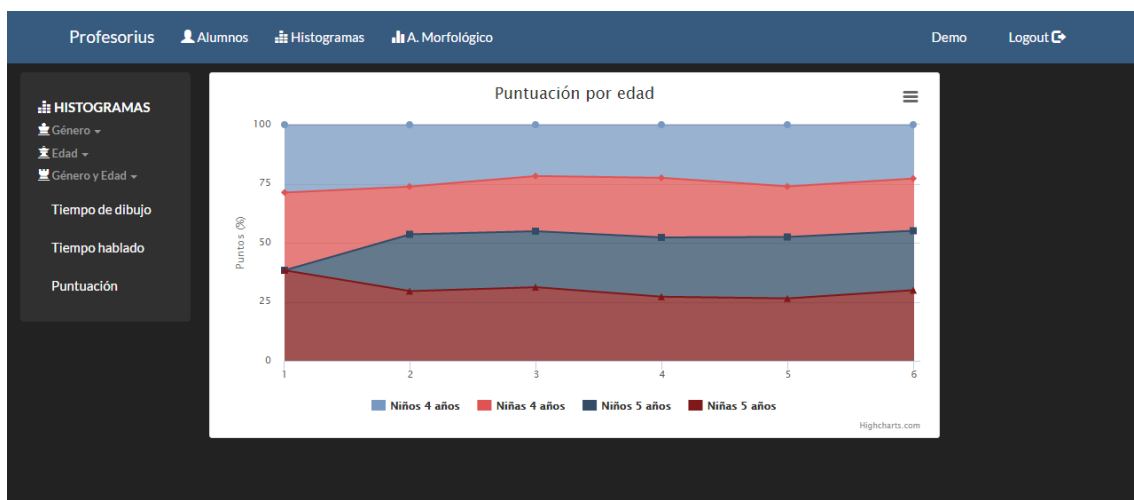 Profesorius Alumnos Histogramas A. Morfológico Demo Logout
HISTOGRAMAS
Género
Edad
Género y Edad
Tiempo de dibujo
Tiempo hablado
Puntuación
Puntuación por edad
Puntos (%)
100
75
50
25
0
1 2 3 4 5 6
Niños 4 años Niñas 4 años Niños 5 años Niñas 5 años
Highcharts.com